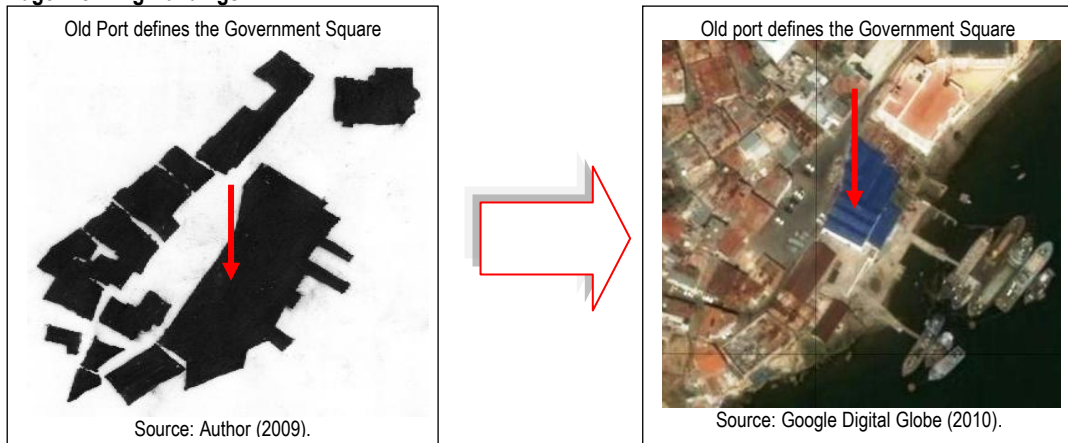 Old Port defines the Government Square
Source: Author (2009).
Old port defines the Government Square
Source: Google Digital Globe (2010).